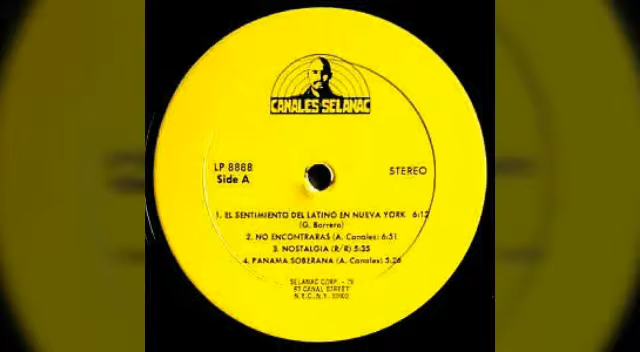 CANALES SELANAC
LP 8888
Side A
STEREO
1. EL SENTIMIENTO DEL LATINO EN NUEVA YORK 6:12
(G. Barrera)
2. NO ENCONTRARAS (A. Canales) 6:51
3. NOSTALGIA (R/R) 5:35
4. PANAMA SOBERANA (A. Canales) 5:26
SELANAC CORP. - 79
CANAL STREET
N.Y.C., N.Y.